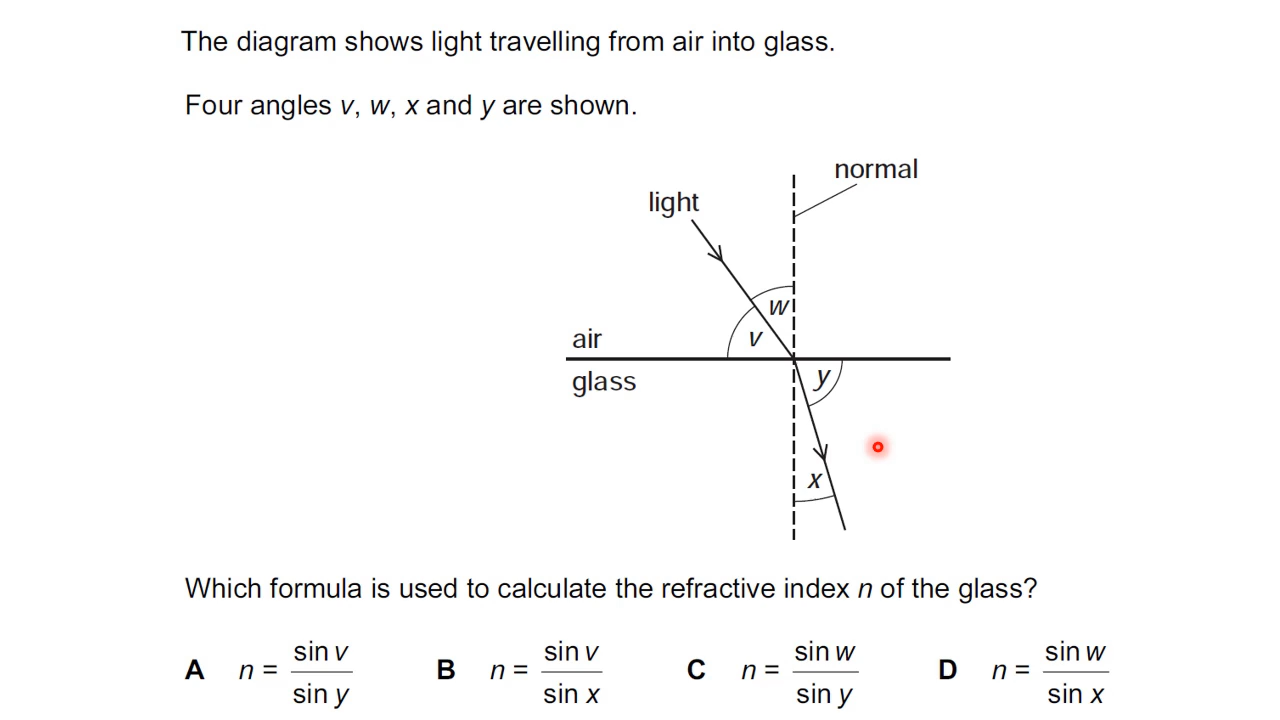 The diagram shows light travelling from air into glass.
Four angles v, w, x and y are shown.
normal
light
w
air
v
glass
y
x
Which formula is used to calculate the refractive index n of the glass?
A n = sin v / sin y
B n = sin v / sin x
C n = sin w / sin y
D n = sin w / sin x